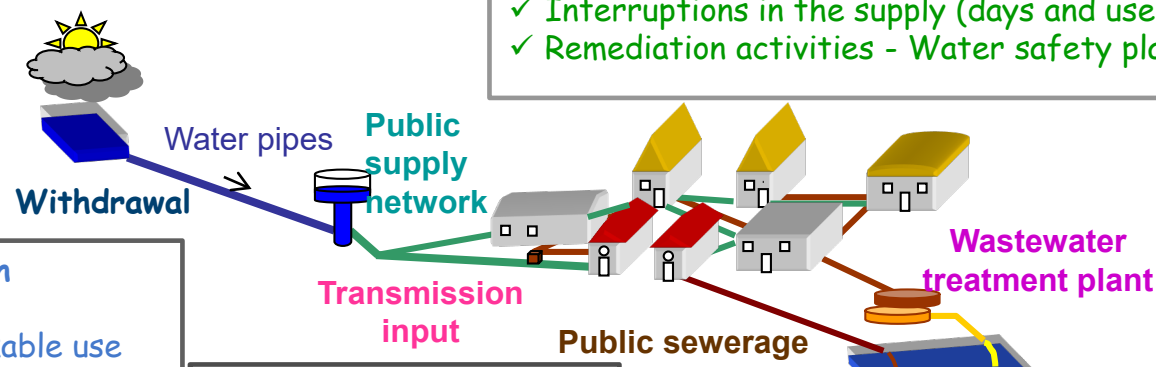 ✓ Interruptions in the supply (days and use
✓ Remediation activities - Water safety pla
Public
supply
network
Water pipes
Withdrawal
Wastewater
treatment plant
Transmission
input
Public sewerage
able use